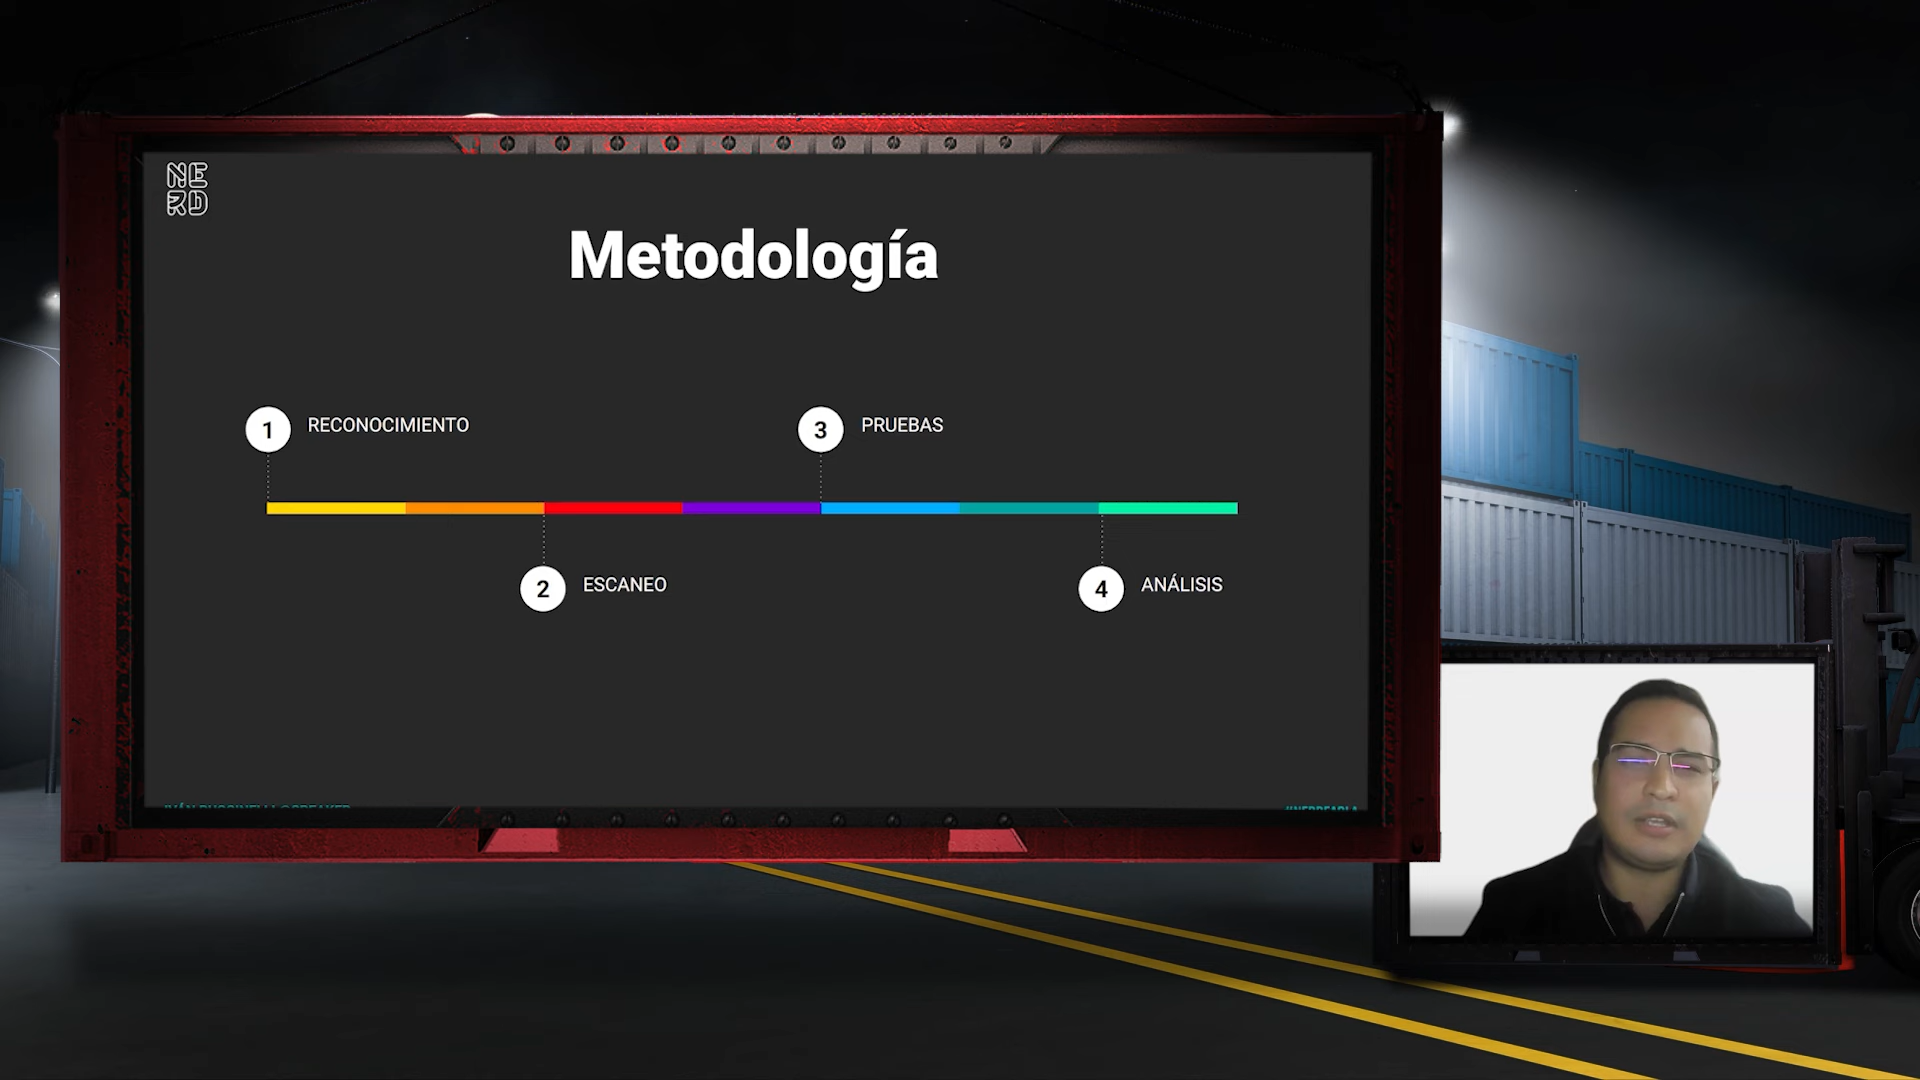 NE
RD
Metodología
1 RECONOCIMIENTO
3 PRUEBAS
2 ESCANEO
4 ANÁLISIS